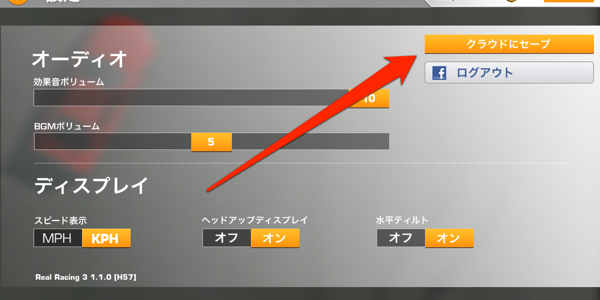 クラウドにセーブ
オーディオ
ログアウト
効果音ボリューム
10
BGMボリューム
5
ディスプレイ
スピード表示
ヘッドアップディスプレイ
水平ティルト
MPH KPH
オフ オン
オフ オン
Real Racing 3 1.1.0 [H57]